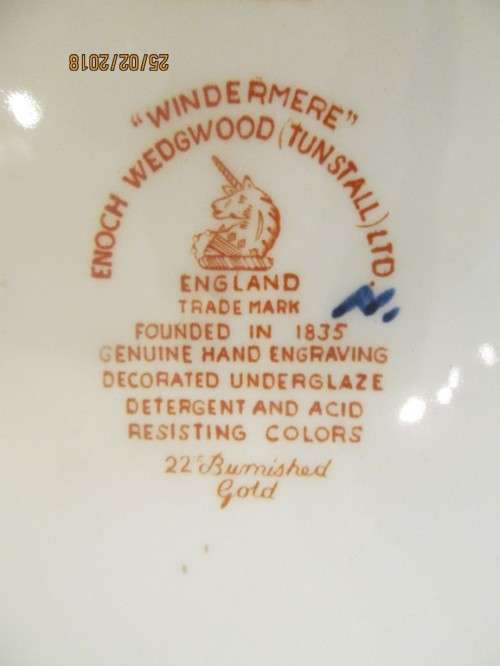 25/02/2018
"WINDERMERE"
ENOCH WEDGWOOD (TUNSTALL) LTD.
ENGLAND
TRADE MARK
FOUNDED IN 1835
GENUINE HAND ENGRAVING
DECORATED UNDERGLAZE
DETERGENT AND ACID
RESISTING COLORS
22ᶜ Burnished
Gold